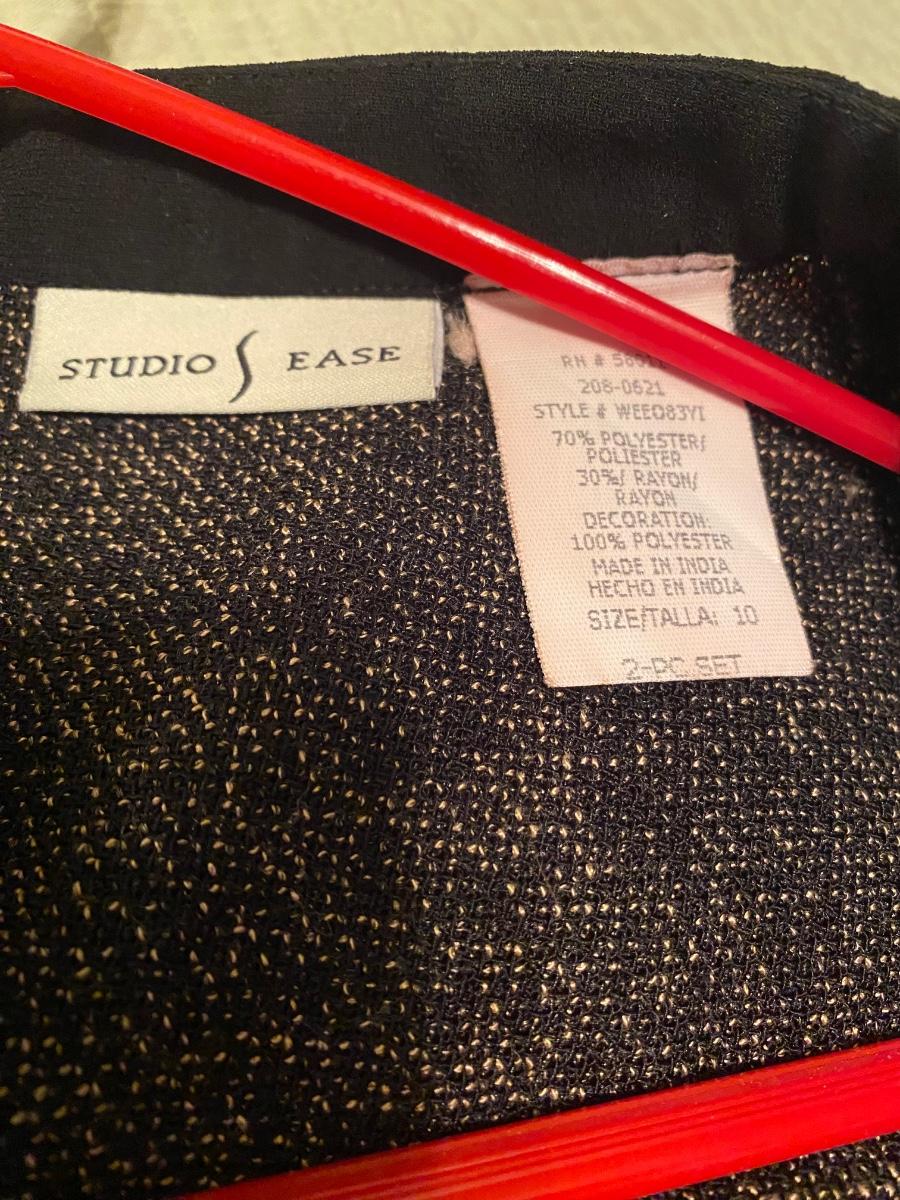 STUDIO S EASE
RN #
208-0621
STYLE # WEEO83YI
70% POLYESTER/
POLIESTER
30%/ RAYON/
RAYON
DECORATION:
100% POLYESTER
MADE IN INDIA
HECHO EN INDIA
SIZE/TALLA: 10
2-PC SET